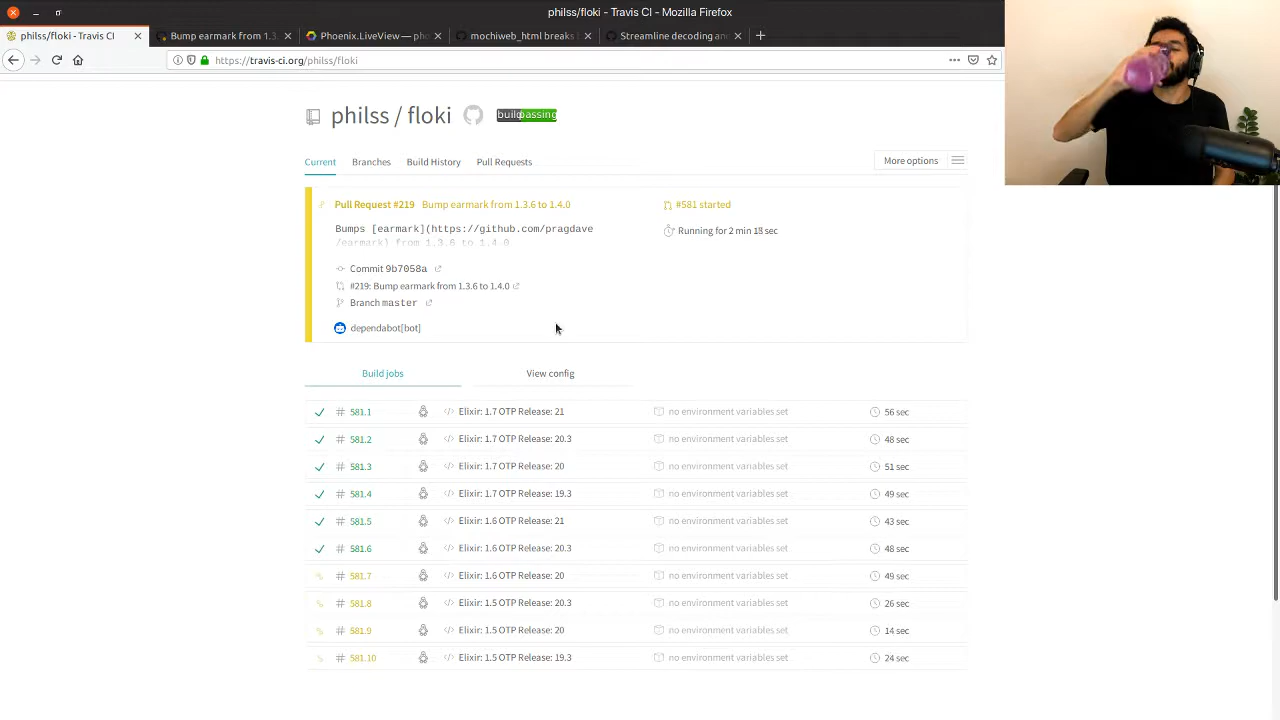 philss/floki - Travis CI - Mozilla Firefox
philss/floki - Travis CI
Bump earmark from 1.3.
Phoenix.LiveView — pho
mochiweb_html breaks
Streamline decoding an
https://travis-ci.org/philss/floki
philss / floki
build passing
Current
Branches
Build History
Pull Requests
More options
Pull Request #219 Bump earmark from 1.3.6 to 1.4.0
#581 started
Bumps [earmark](https://github.com/pragdave
/earmark) from 1.3.6 to 1.4.0
Running for 2 min 18 sec
Commit 9b7058a
#219: Bump earmark from 1.3.6 to 1.4.0
Branch master
dependabot[bot]
Build jobs
View config
# 581.1 Elixir: 1.7 OTP Release: 21 no environment variables set 56 sec
# 581.2 Elixir: 1.7 OTP Release: 20.3 no environment variables set 48 sec
# 581.3 Elixir: 1.7 OTP Release: 20 no environment variables set 51 sec
# 581.4 Elixir: 1.7 OTP Release: 19.3 no environment variables set 49 sec
# 581.5 Elixir: 1.6 OTP Release: 21 no environment variables set 43 sec
# 581.6 Elixir: 1.6 OTP Release: 20.3 no environment variables set 48 sec
# 581.7 Elixir: 1.6 OTP Release: 20 no environment variables set 49 sec
# 581.8 Elixir: 1.5 OTP Release: 20.3 no environment variables set 26 sec
# 581.9 Elixir: 1.5 OTP Release: 20 no environment variables set 14 sec
# 581.10 Elixir: 1.5 OTP Release: 19.3 no environment variables set 24 sec